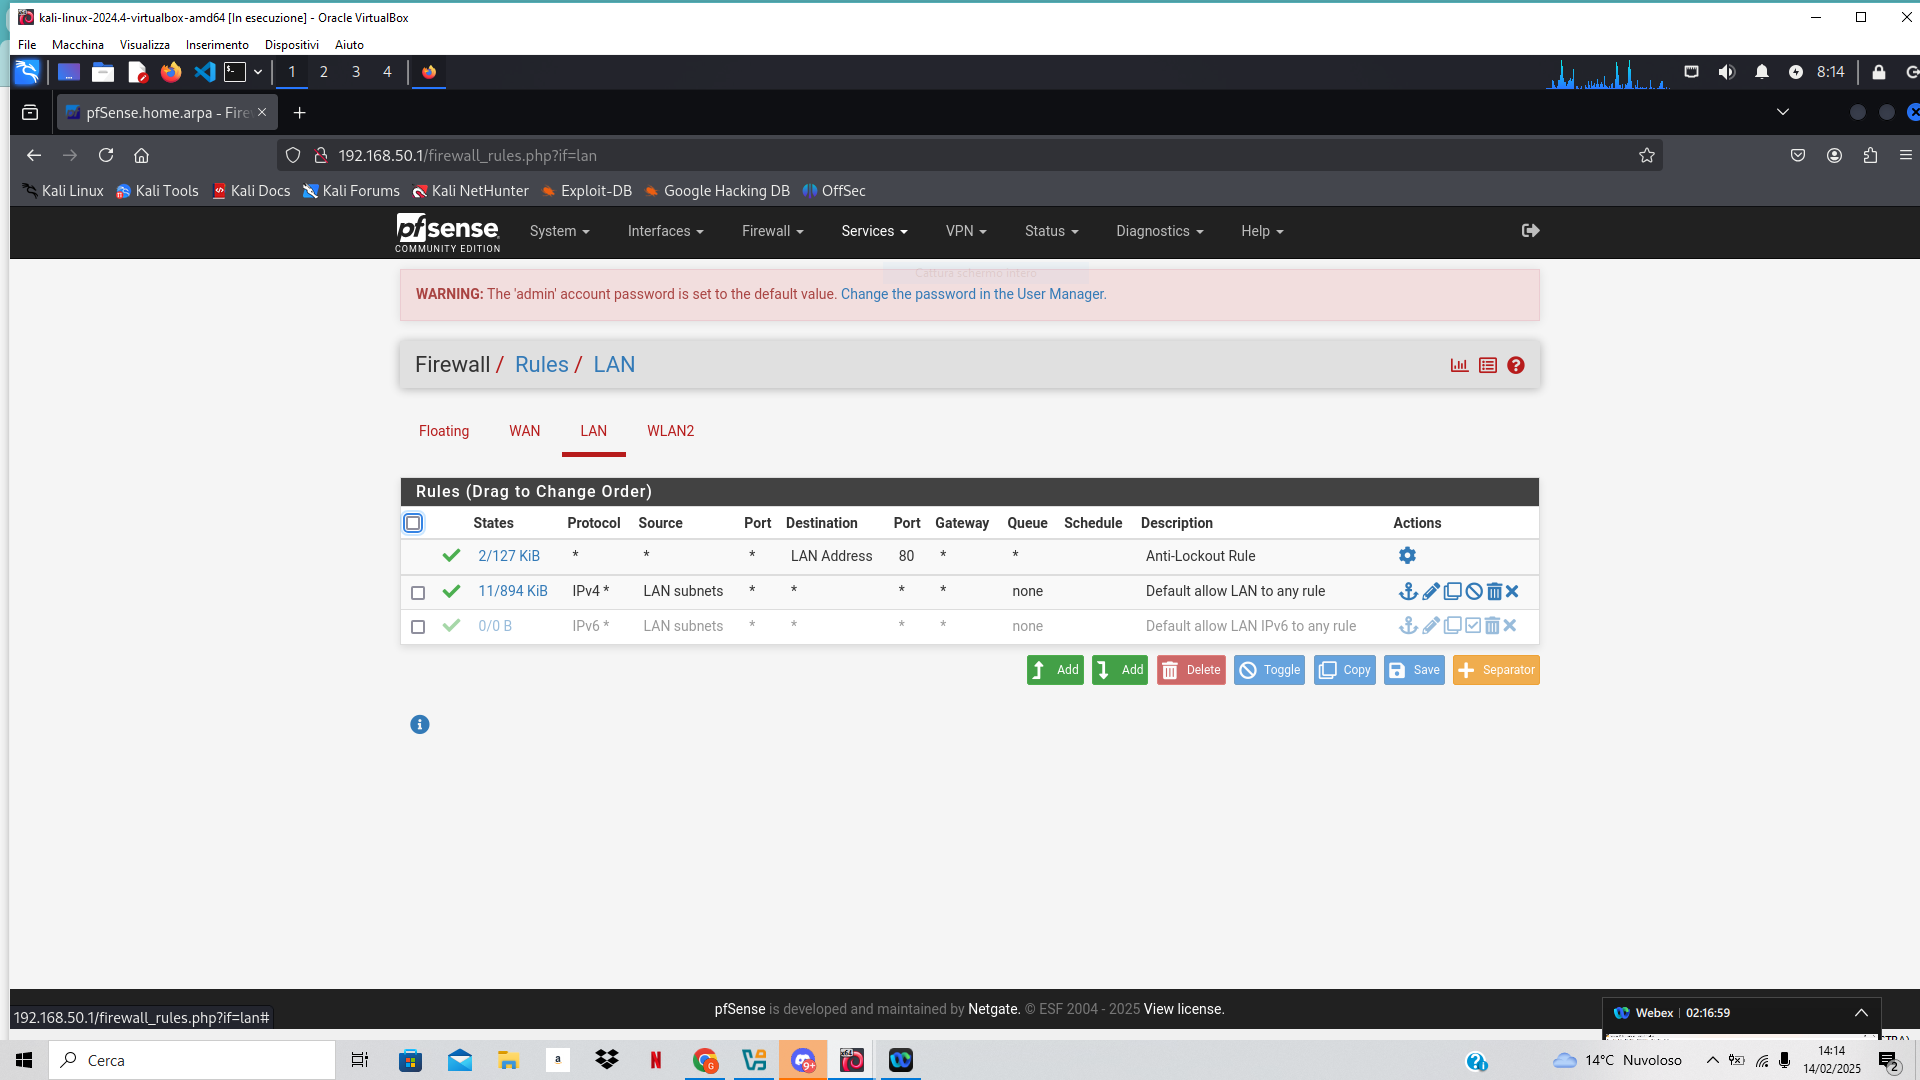 kali-linux-2024.4-virtualbox-amd64 [In esecuzione] - Oracle VirtualBox
File Macchina Visualizza Inserimento Dispositivi Aiuto
1 2 3 4 8:14
pfSense.home.arpa - Fire
192.168.50.1/firewall_rules.php?if=lan
Kali Linux Kali Tools Kali Docs Kali Forums Kali NetHunter Exploit-DB Google Hacking DB OffSec
pfsense
COMMUNITY EDITION
System Interfaces Firewall Services VPN Status Diagnostics Help
Cattura schermo intero
WARNING: The 'admin' account password is set to the default value. Change the password in the User Manager.
Firewall / Rules / LAN
Floating WAN LAN WLAN2
Rules (Drag to Change Order)
States Protocol Source Port Destination Port Gateway Queue Schedule Description Actions
2/127 KiB * * * LAN Address 80 * * Anti-Lockout Rule
11/894 KiB IPv4 * LAN subnets * * * * none Default allow LAN to any rule
0/0 B IPv6 * LAN subnets * * * * none Default allow LAN IPv6 to any rule
Add Add Delete Toggle Copy Save Separator
pfSense is developed and maintained by Netgate. © ESF 2004 - 2025 View license.
192.168.50.1/firewall_rules.php?if=lan#
Webex 02:16:59
Cerca
14°C Nuvoloso
14:14
14/02/2025
2